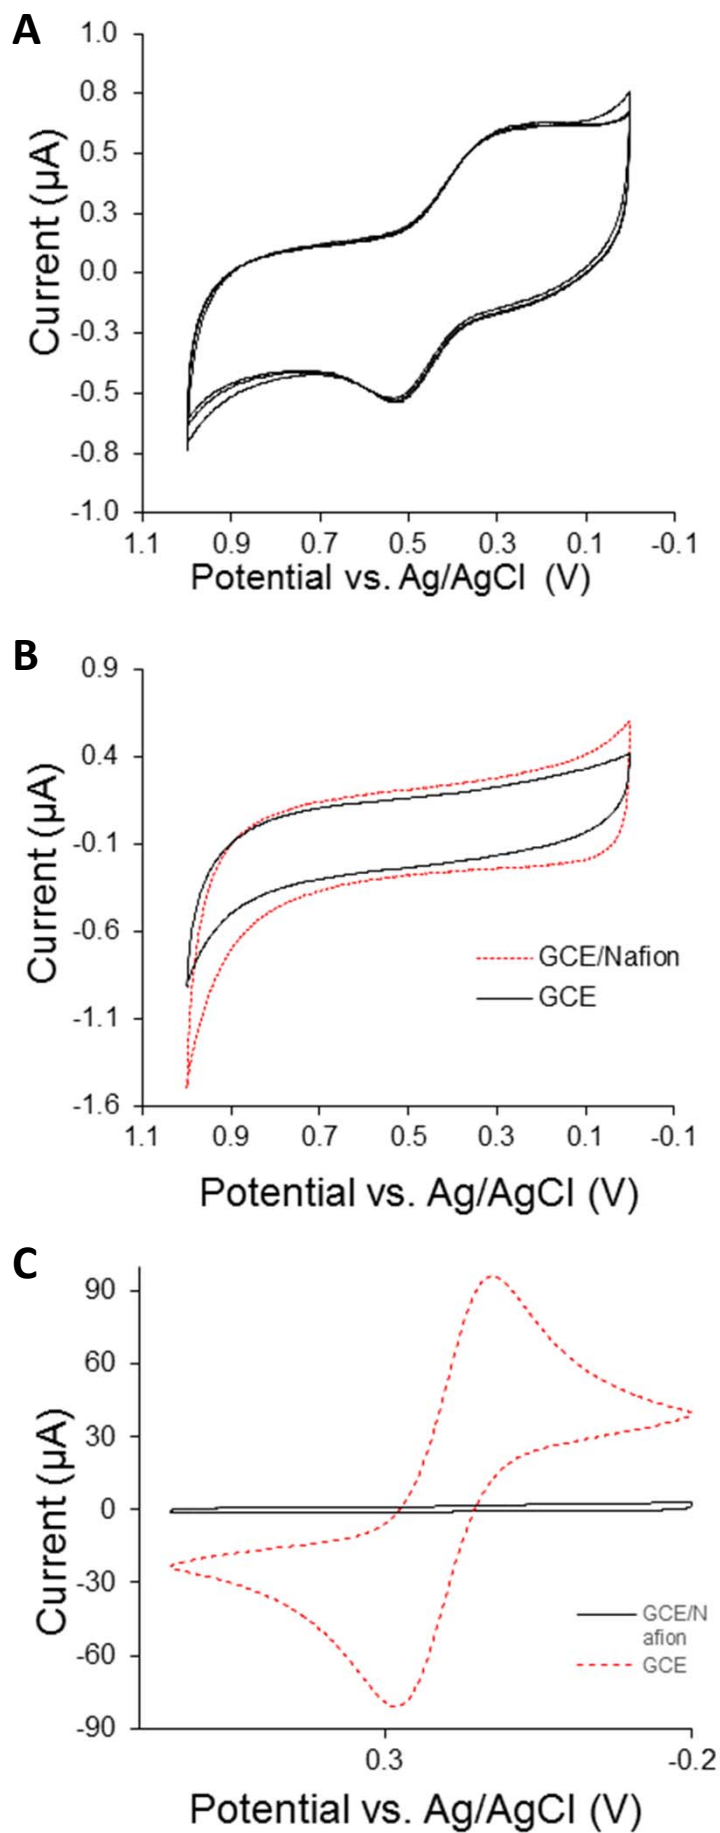 A
1.0
0.8
0.5
0.3
0.0
-0.3
-0.5
-0.8
-1.0
Current (µA)
1.1 0.9 0.7 0.5 0.3 0.1 -0.1
Potential vs. Ag/AgCl (V)
B
0.9
0.4
-0.1
-0.6
-1.1
-1.6
Current (µA)
GCE/Nafion
GCE
1.1 0.9 0.7 0.5 0.3 0.1 -0.1
Potential vs. Ag/AgCl (V)
C
90
60
30
0
-30
-60
-90
Current (µA)
GCE/N
afion
GCE
0.3 -0.2
Potential vs. Ag/AgCl (V)